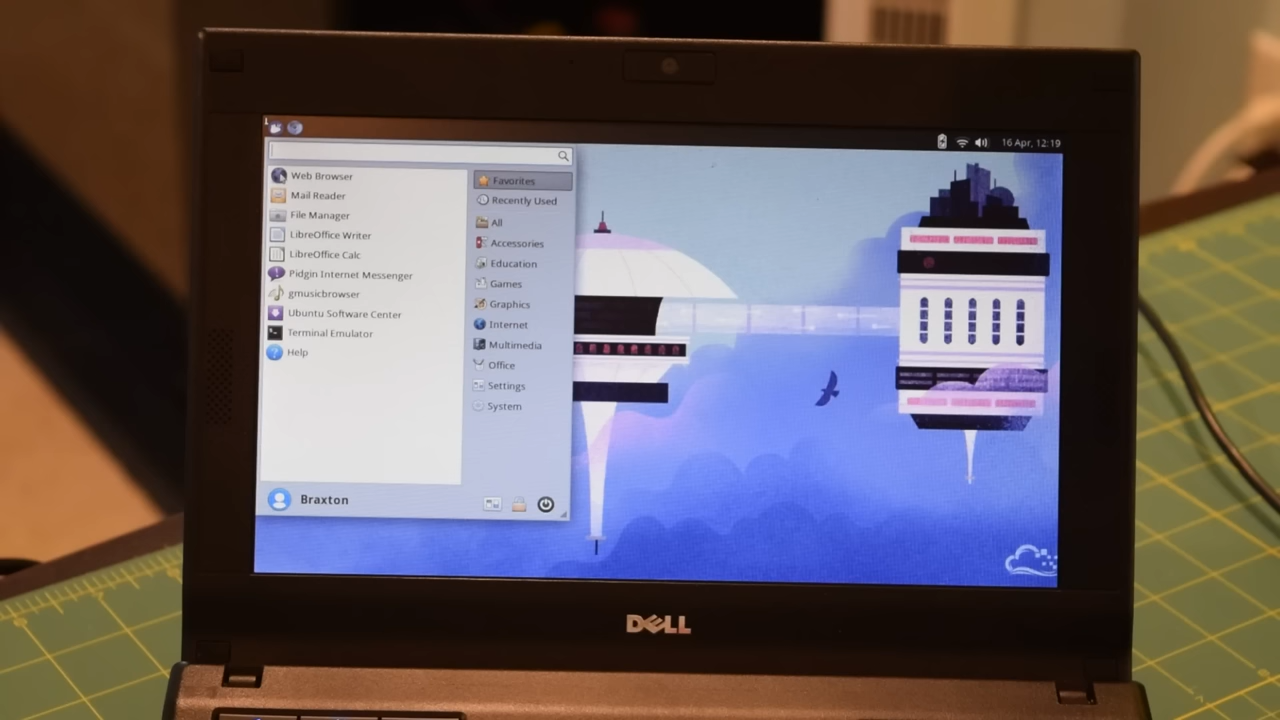 16 Apr, 12:19
Web Browser
Mail Reader
File Manager
LibreOffice Writer
LibreOffice Calc
Pidgin Internet Messenger
gmusicbrowser
Ubuntu Software Center
Terminal Emulator
Help
Favorites
Recently Used
All
Accessories
Education
Games
Graphics
Internet
Multimedia
Office
Settings
System
Braxton
DELL